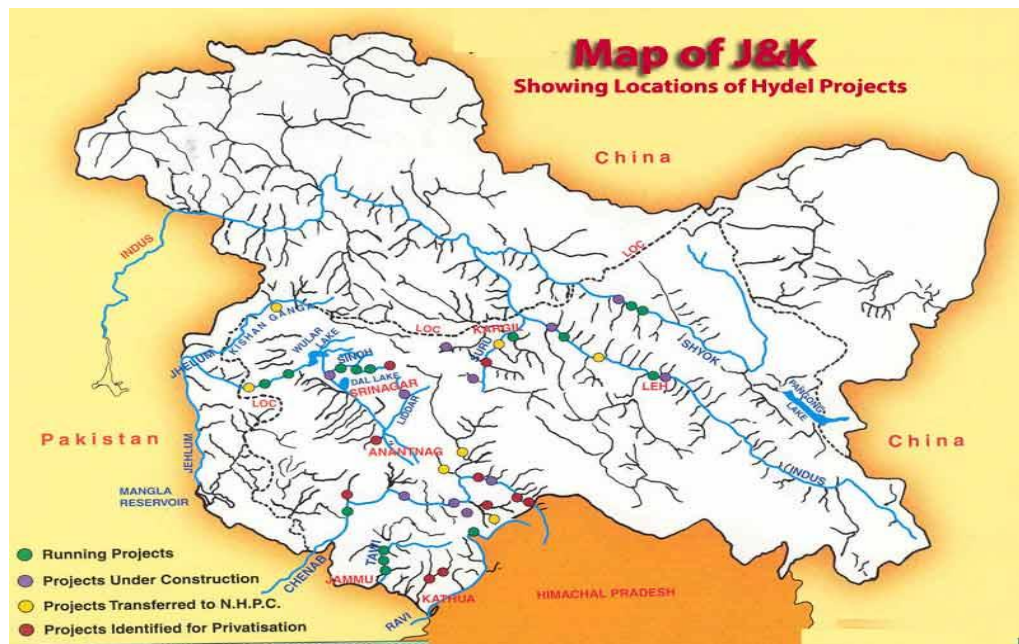 Map of J&K
Showing Locations of Hydel Projects
China
INDUS
LOC
KISHAN GANGA
JHELUM
WULAR
LAKE
LOC
KARGIL
SURU
SHYOK
SINDH
DAL LAKE
SRINAGAR
LEH
PANGONG
LAKE
LIDDAR
LOC
Pakistan
China
JEHLUM
ANANTNAG
INDUS
MANGLA
RESERVOIR
Running Projects
TAWI
CHENAB
JAMMU
Projects Under Construction
KATHUA
HIMACHAL PRADESH
Projects Transferred to N.H.P.C.
RAVI
Projects Identified for Privatisation